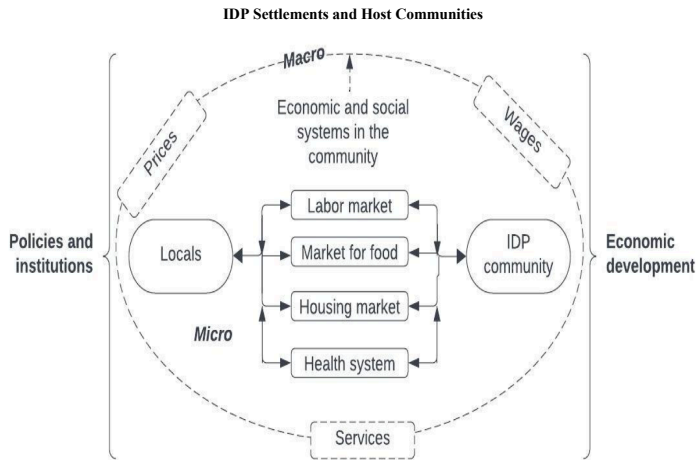 IDP Settlements and Host Communities
Macro
Economic and social
systems in the
community
Prices
Wages
Labor market
Policies and
institutions
Locals
Market for food
IDP
community
Economic
development
Housing market
Micro
Health system
Services